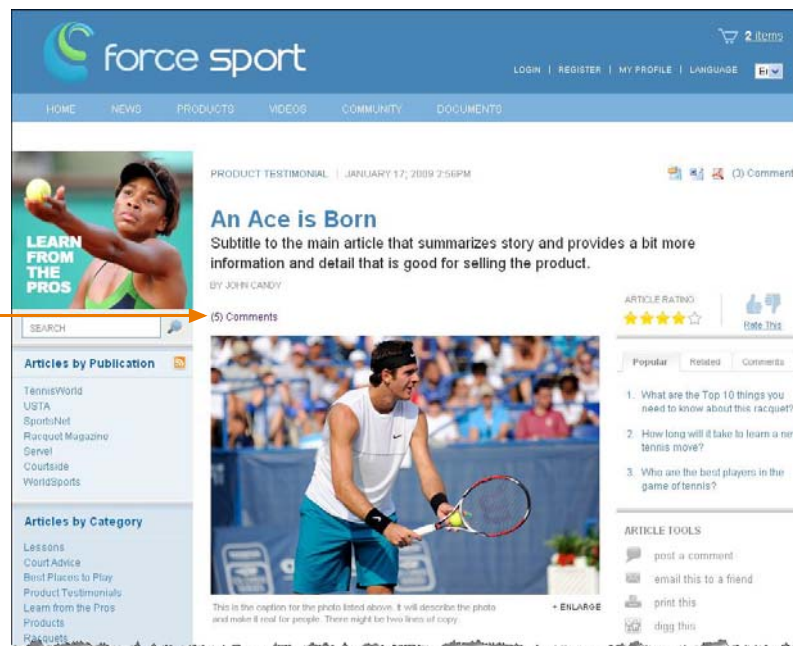 force sport
2 items
LOGIN | REGISTER | MY PROFILE | LANGUAGE
HOME NEWS PRODUCTS VIDEOS COMMUNITY DOCUMENTS
LEARN
FROM
THE
PROS
SEARCH
Articles by Publication
TennisWorld
USTA
SportsNet
Racquet Magazine
Serve!
Courtside
WorldSports
Articles by Category
Lessons
Court Advice
Best Places to Play
Product Testimonials
Learn from the Pros
Products
Racquets
PRODUCT TESTIMONIAL | JANUARY 17, 2009 2:56PM
(3) Comment
An Ace is Born
Subtitle to the main article that summarizes story and provides a bit more
information and detail that is good for selling the product.
BY JOHN CANDY
(5) Comments
This is the caption for the photo listed above. It will describe the photo
and make it real for people. There might be two lines of copy.
+ ENLARGE
ARTICLE RATING
Rate This
Popular Related Comments
1. What are the Top 10 things you
need to know about this racquet?
2. How long will it take to learn a ne
tennis move?
3. Who are the best players in the
game of tennis?
ARTICLE TOOLS
post a comment
email this to a friend
print this
digg this